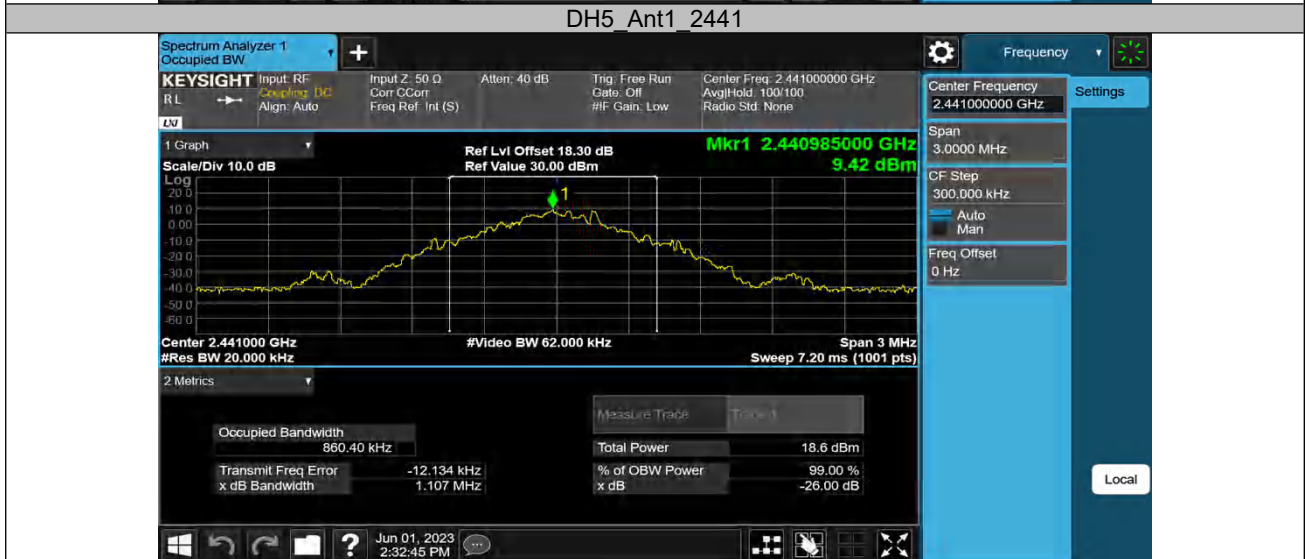 DH5_Ant1_2441
Spectrum Analyzer 1
Occupied BW
+
Frequency
KEYSIGHT
RL
LXI
Input: RF
Coupling: DC
Align: Auto
Input Z: 50 Ω
Corr CCorr
Freq Ref: Int (S)
Atten: 40 dB
Trig: Free Run
Gate: Off
#IF Gain: Low
Center Freq: 2.441000000 GHz
Avg|Hold: 100/100
Radio Std: None
Center Frequency
2.441000000 GHz
Settings
Span
3.0000 MHz
CF Step
300.000 kHz
Auto
Man
Freq Offset
0 Hz
Local
1 Graph
Scale/Div 10.0 dB
Ref Lvl Offset 18.30 dB
Ref Value 30.00 dBm
Mkr1 2.440985000 GHz
9.42 dBm
Log
20.0
10.0
0.00
-10.0
-20.0
-30.0
-40.0
-50.0
-60.0
1
Center 2.441000 GHz
#Video BW 62.000 kHz
Span 3 MHz
#Res BW 20.000 kHz
Sweep 7.20 ms (1001 pts)
2 Metrics
Measure Trace
Trace 1
Occupied Bandwidth
860.40 kHz
Total Power
18.6 dBm
Transmit Freq Error
-12.134 kHz
% of OBW Power
99.00 %
x dB Bandwidth
1.107 MHz
x dB
-26.00 dB
?
Jun 01, 2023
2:32:45 PM